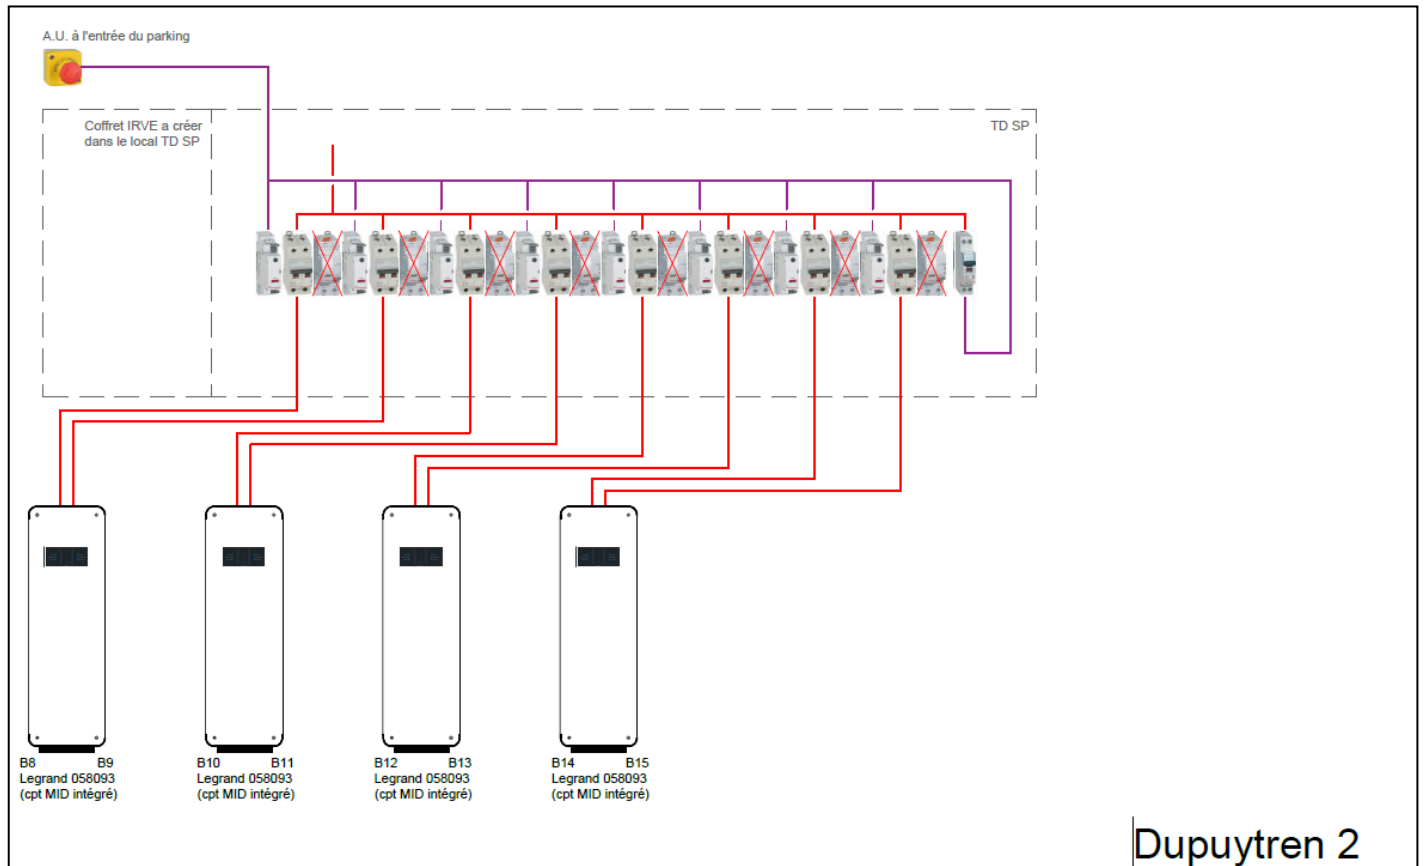 A.U. à l'entrée du parking
Coffret IRVE a créer
dans le local TD SP
TD SP
B8 B9
Legrand 058093
(cpt MID intégré)
B10 B11
Legrand 058093
(cpt MID intégré)
B12 B13
Legrand 058093
(cpt MID intégré)
B14 B15
Legrand 058093
(cpt MID intégré)
Dupuytren 2